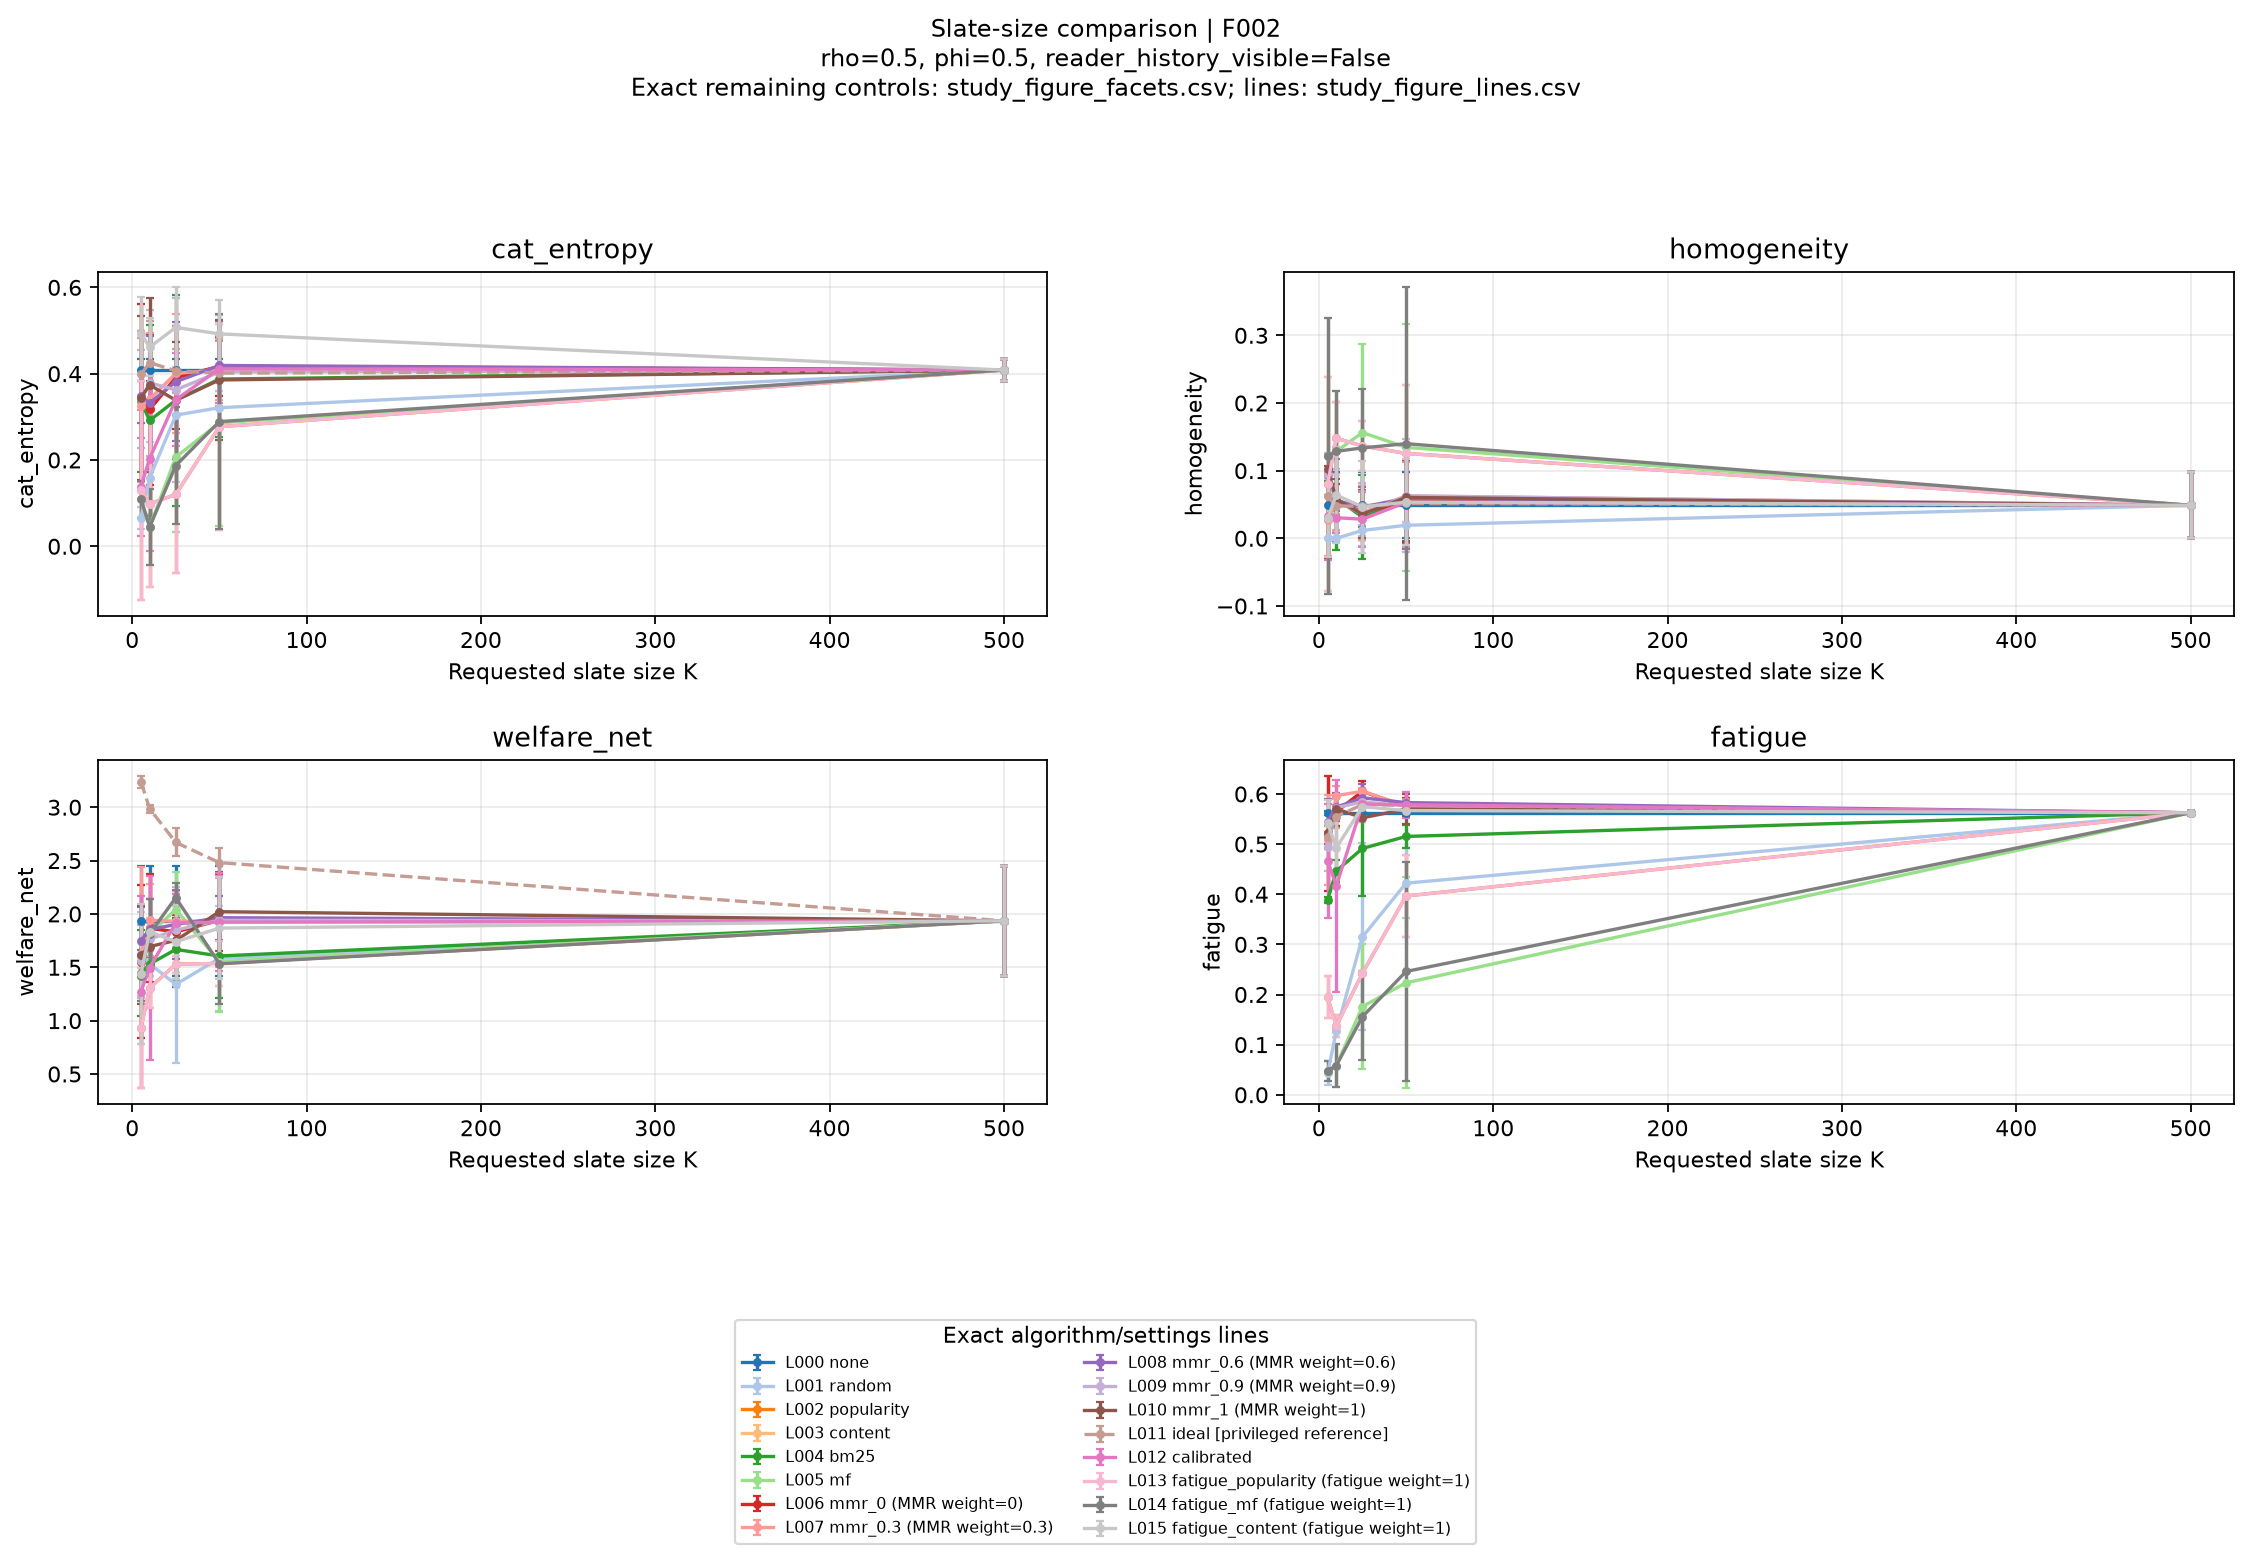 Slate-size comparison | F002
rho=0.5, phi=0.5, reader_history_visible=False
Exact remaining controls: study_figure_facets.csv; lines: study_figure_lines.csv
cat_entropy
cat_entropy
0.6
0.4
0.2
0.0
0 100 200 300 400 500
Requested slate size K
homogeneity
homogeneity
0.3
0.2
0.1
0.0
−0.1
0 100 200 300 400 500
Requested slate size K
welfare_net
welfare_net
3.0
2.5
2.0
1.5
1.0
0.5
0 100 200 300 400 500
Requested slate size K
fatigue
fatigue
0.6
0.5
0.4
0.3
0.2
0.1
0.0
0 100 200 300 400 500
Requested slate size K
Exact algorithm/settings lines
L000 none
L001 random
L002 popularity
L003 content
L004 bm25
L005 mf
L006 mmr_0 (MMR weight=0)
L007 mmr_0.3 (MMR weight=0.3)
L008 mmr_0.6 (MMR weight=0.6)
L009 mmr_0.9 (MMR weight=0.9)
L010 mmr_1 (MMR weight=1)
L011 ideal [privileged reference]
L012 calibrated
L013 fatigue_popularity (fatigue weight=1)
L014 fatigue_mf (fatigue weight=1)
L015 fatigue_content (fatigue weight=1)